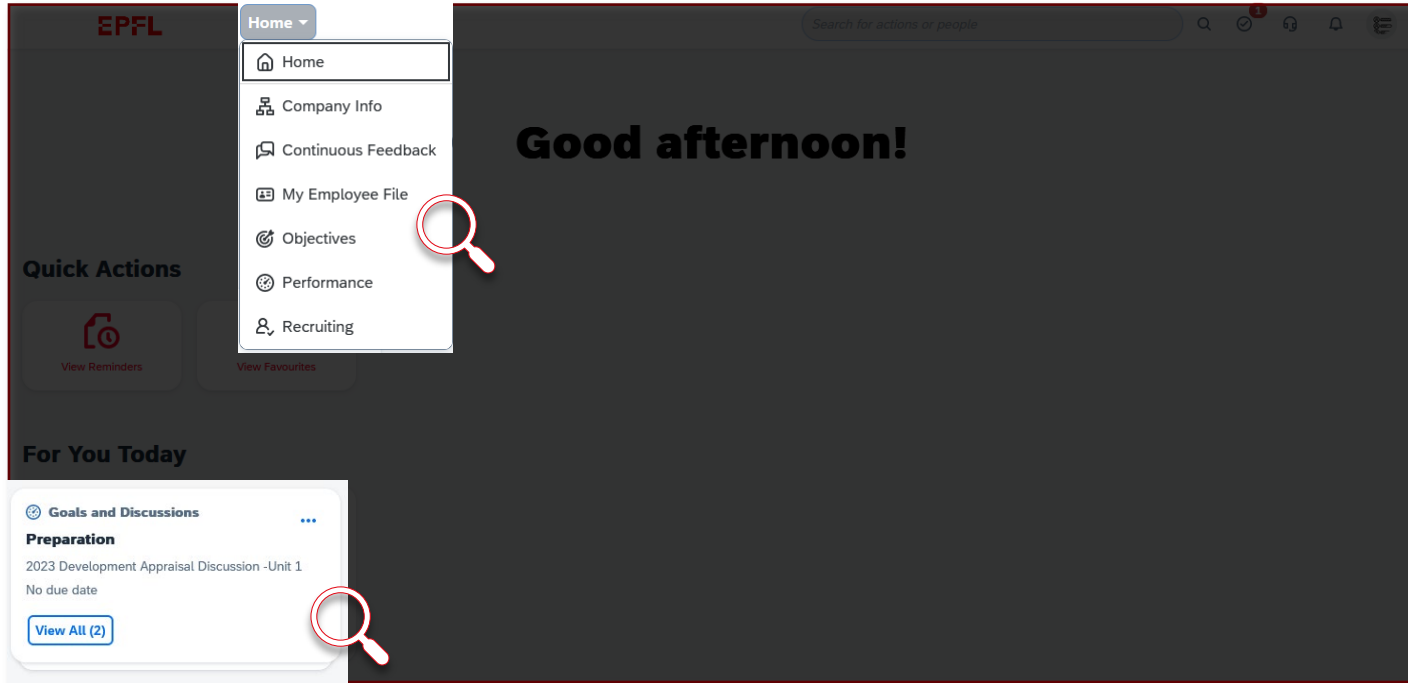 EPFL
Home
Search for actions or people
1
Home
Company Info
Continuous Feedback
My Employee File
Objectives
Performance
Recruiting
Good afternoon!
Quick Actions
View Reminders
View Favourites
For You Today
Goals and Discussions
Preparation
2023 Development Appraisal Discussion -Unit 1
No due date
View All (2)